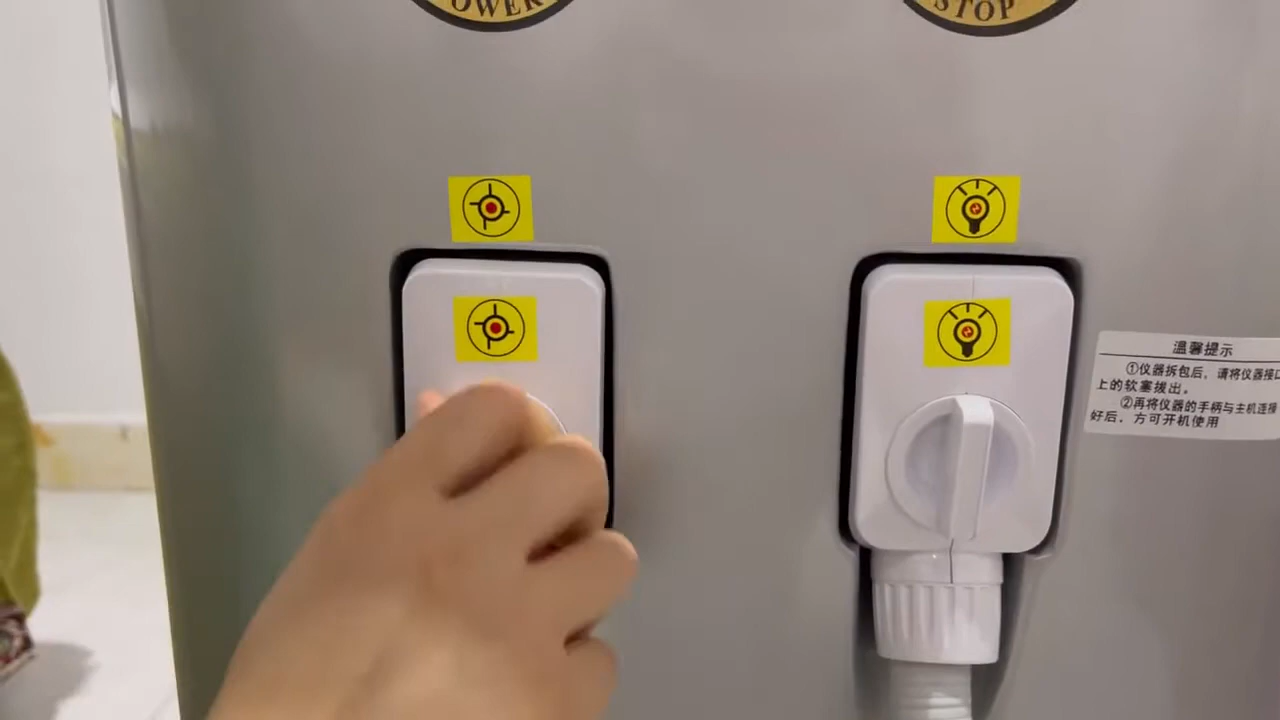 OWER
STOP
温馨提示
①仪器拆包后，请将仪器接口
上的软塞拨出。
②再将仪器的手柄与主机连接
好后，方可开机使用